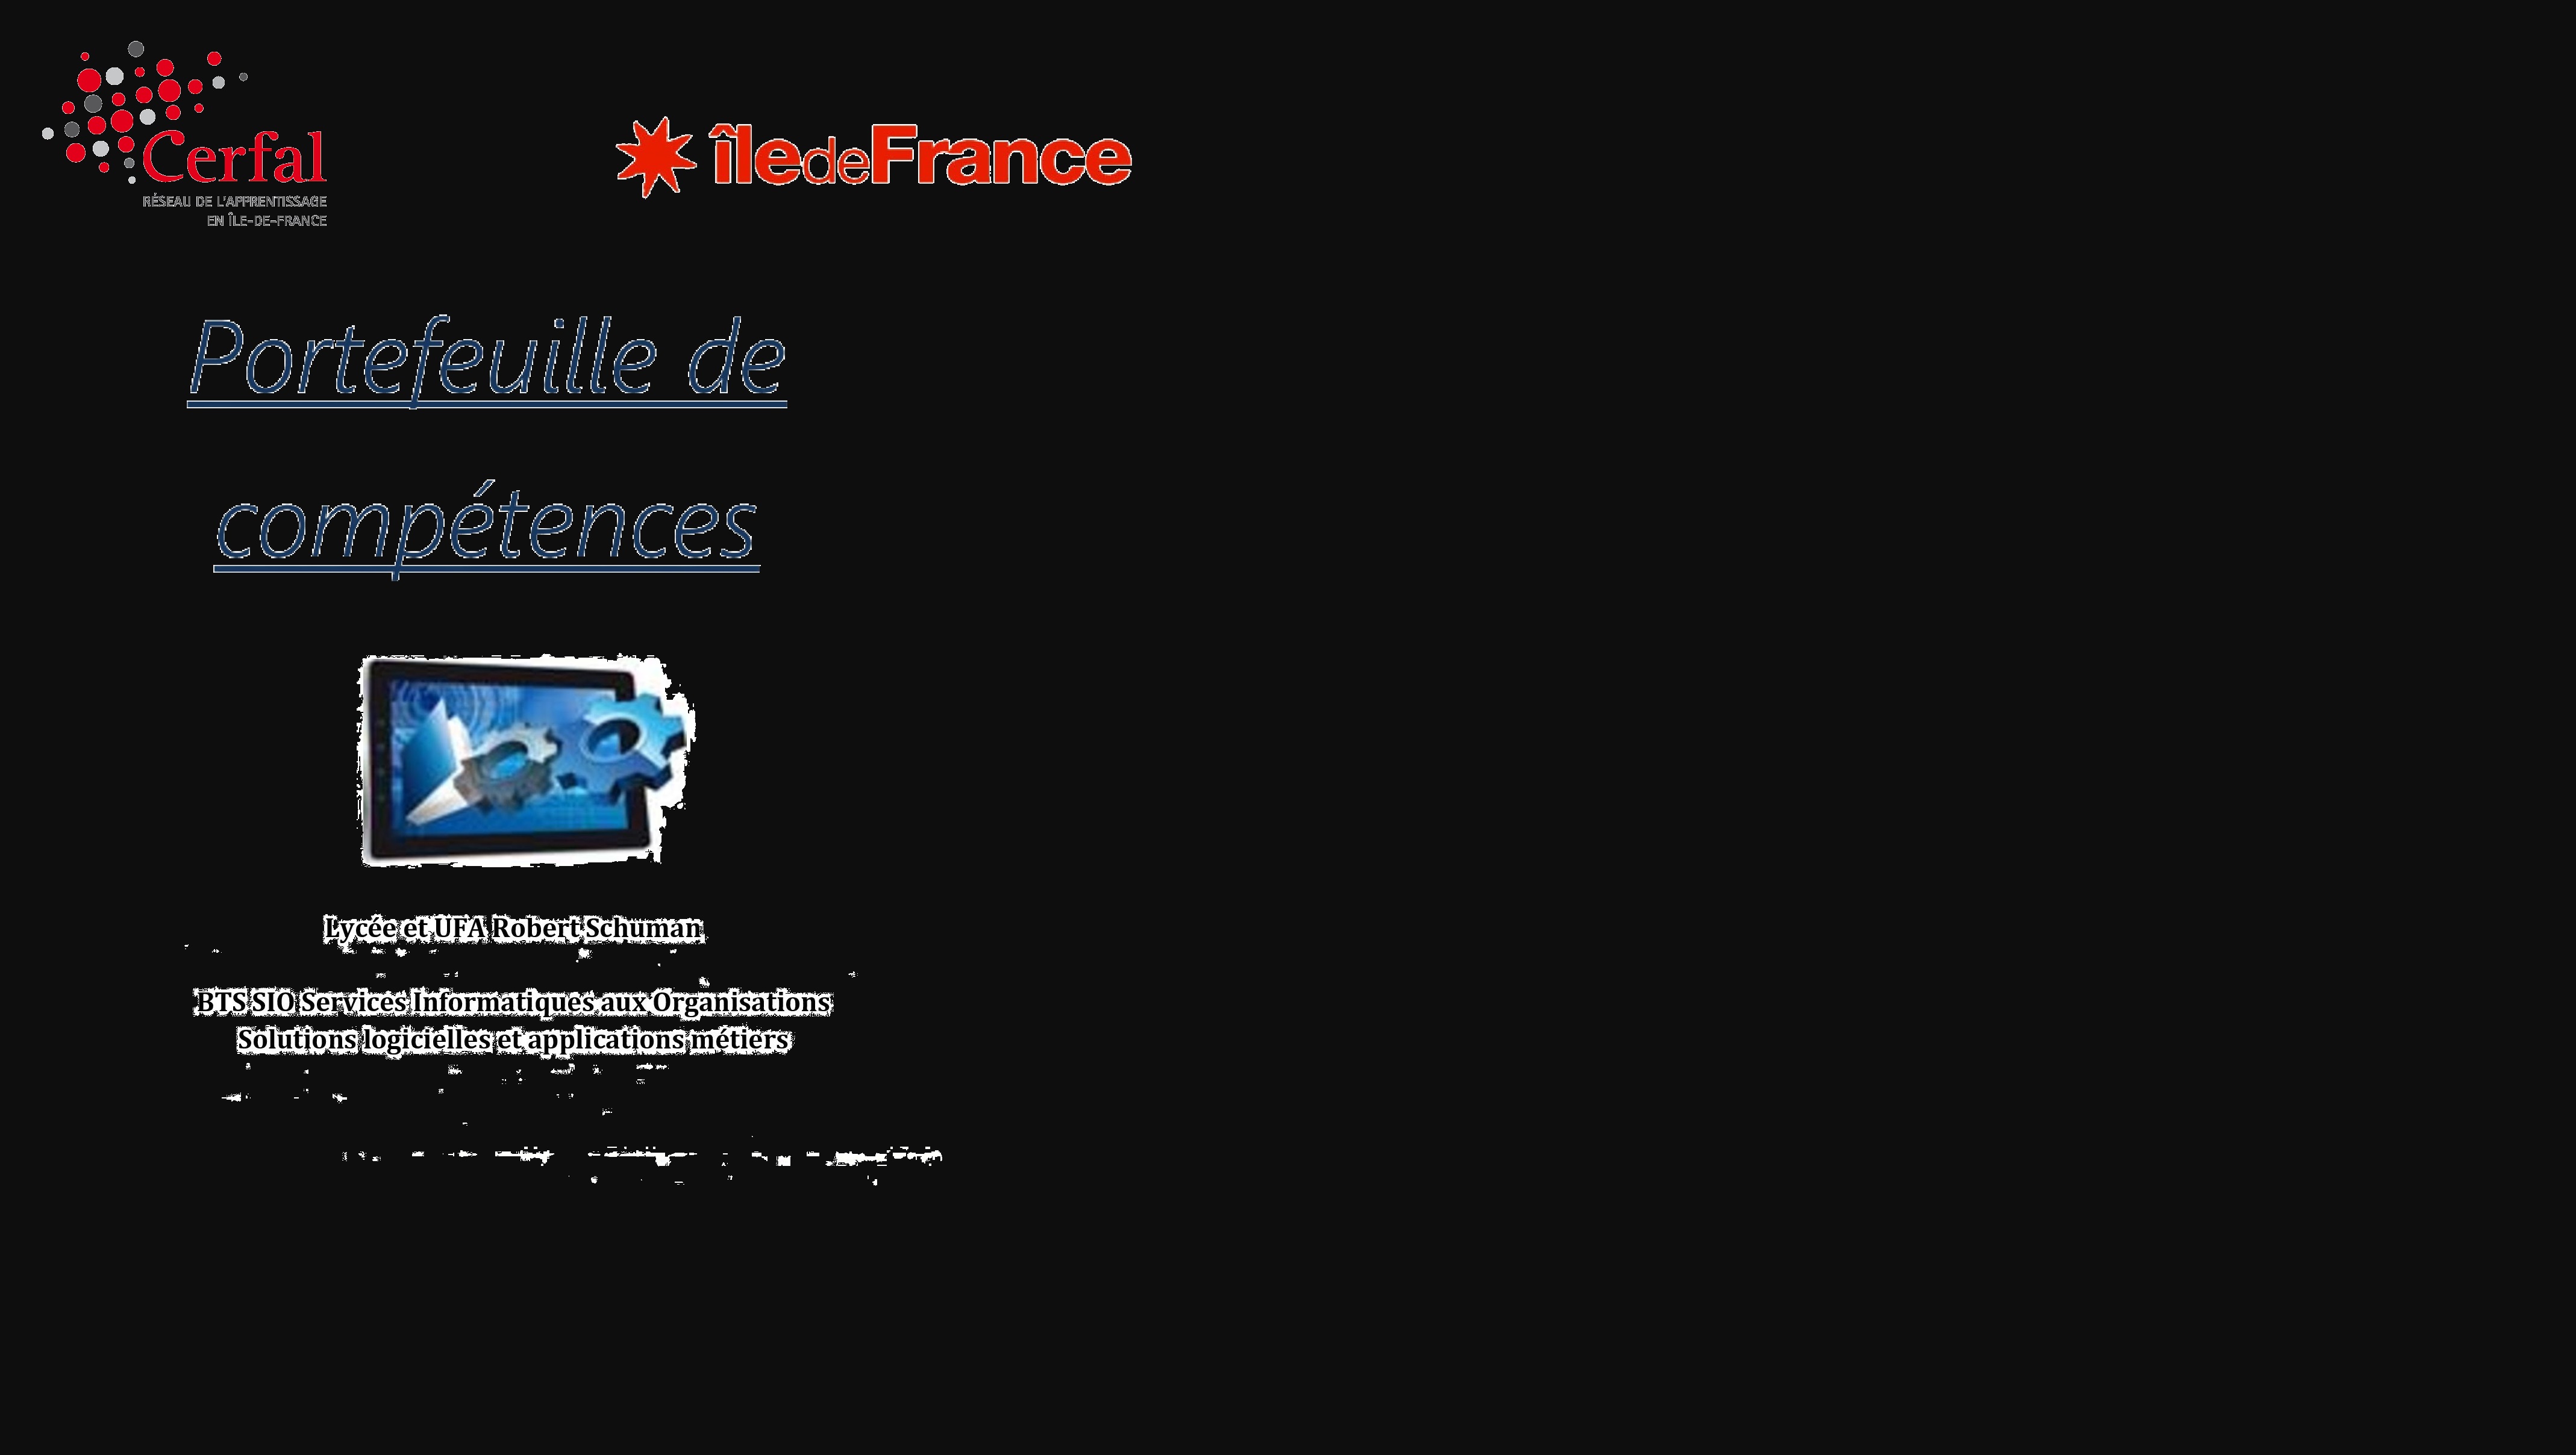 Cerfal
RÉSEAU DE L'APPRENTISSAGE
EN ÎLE-DE-FRANCE
îledeFrance
Portefeuille de
compétences
Lycée et UFA Robert Schuman
BTS SIO Services Informatiques aux Organisations
Solutions logicielles et applications métiers